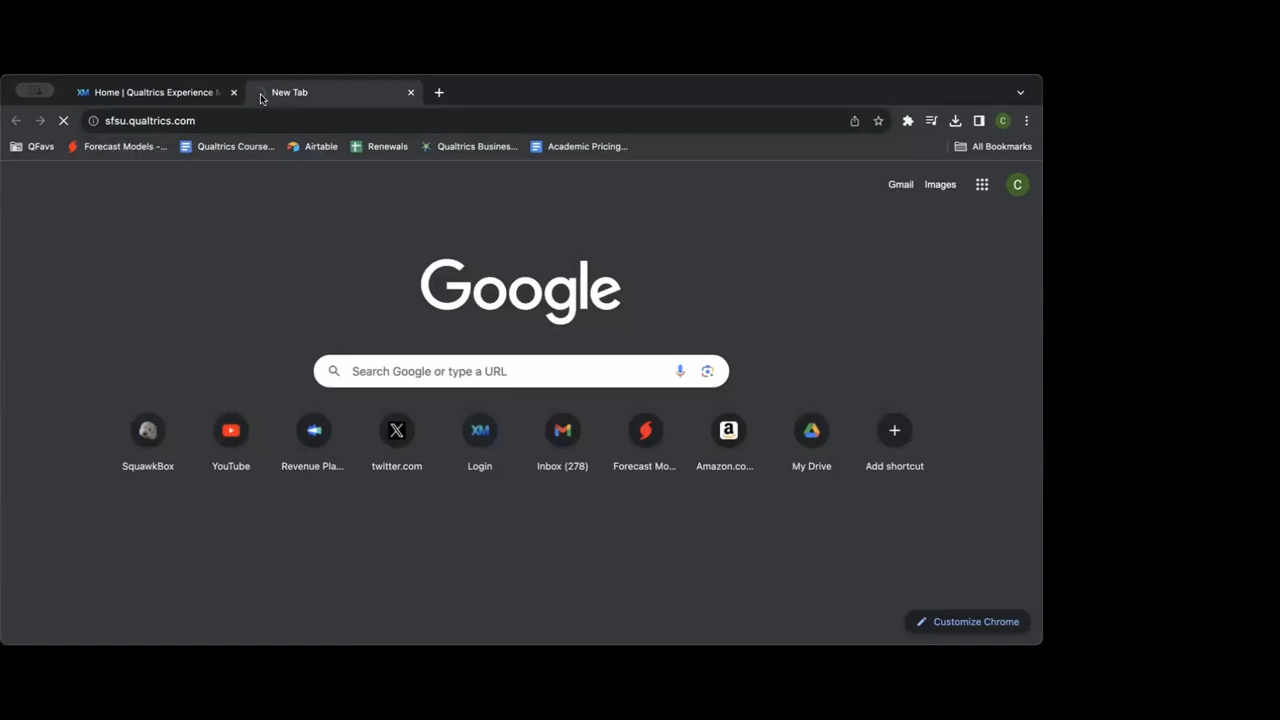 Home | Qualtrics Experience M
New Tab
sfsu.qualtrics.com
QFavs
Forecast Models -...
Qualtrics Course...
Airtable
Renewals
Qualtrics Busines...
Academic Pricing...
All Bookmarks
Gmail
Images
C
C
Google
Search Google or type a URL
XM
a
SquawkBox
YouTube
Revenue Pla...
twitter.com
Login
Inbox (278)
Forecast Mo...
Amazon.co...
My Drive
Add shortcut
Customize Chrome